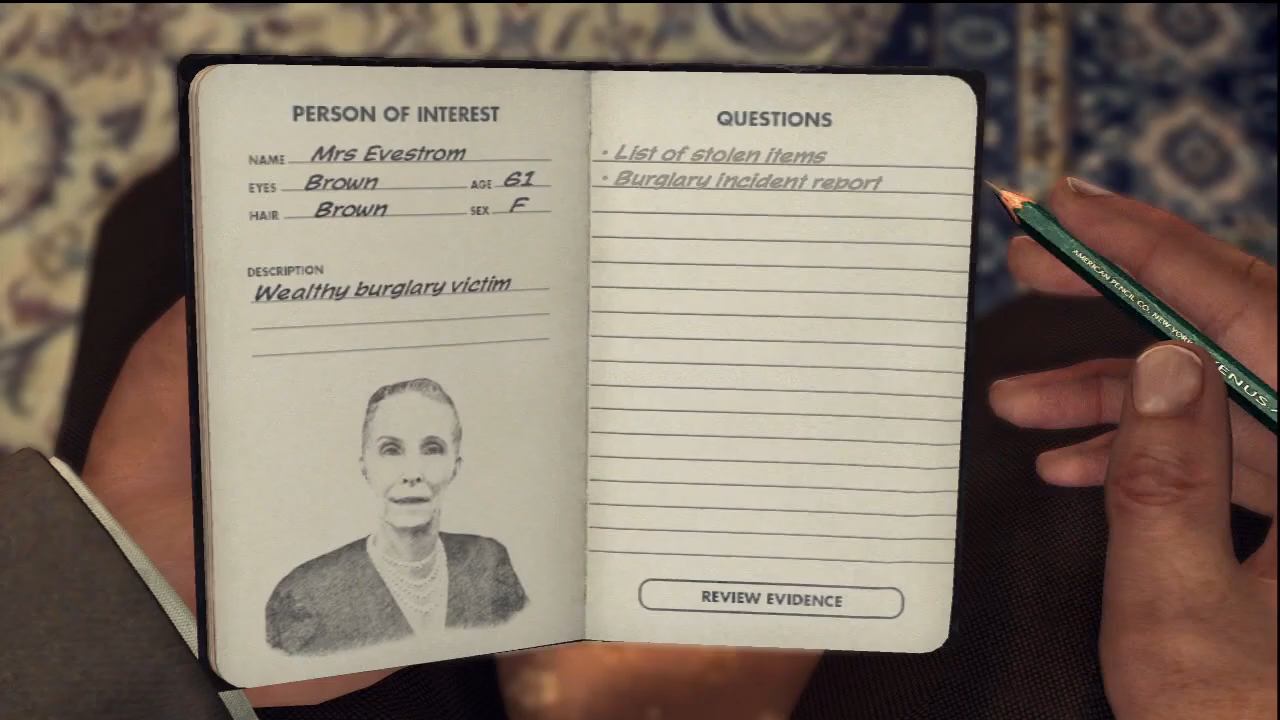 PERSON OF INTEREST
NAME Mrs Evestrom
EYES Brown AGE 61
HAIR Brown SEX F
DESCRIPTION
Wealthy burglary victim
QUESTIONS
• List of stolen items
• Burglary incident report
REVIEW EVIDENCE
AMERICAN PENCIL CO. NEW YORK VENUS